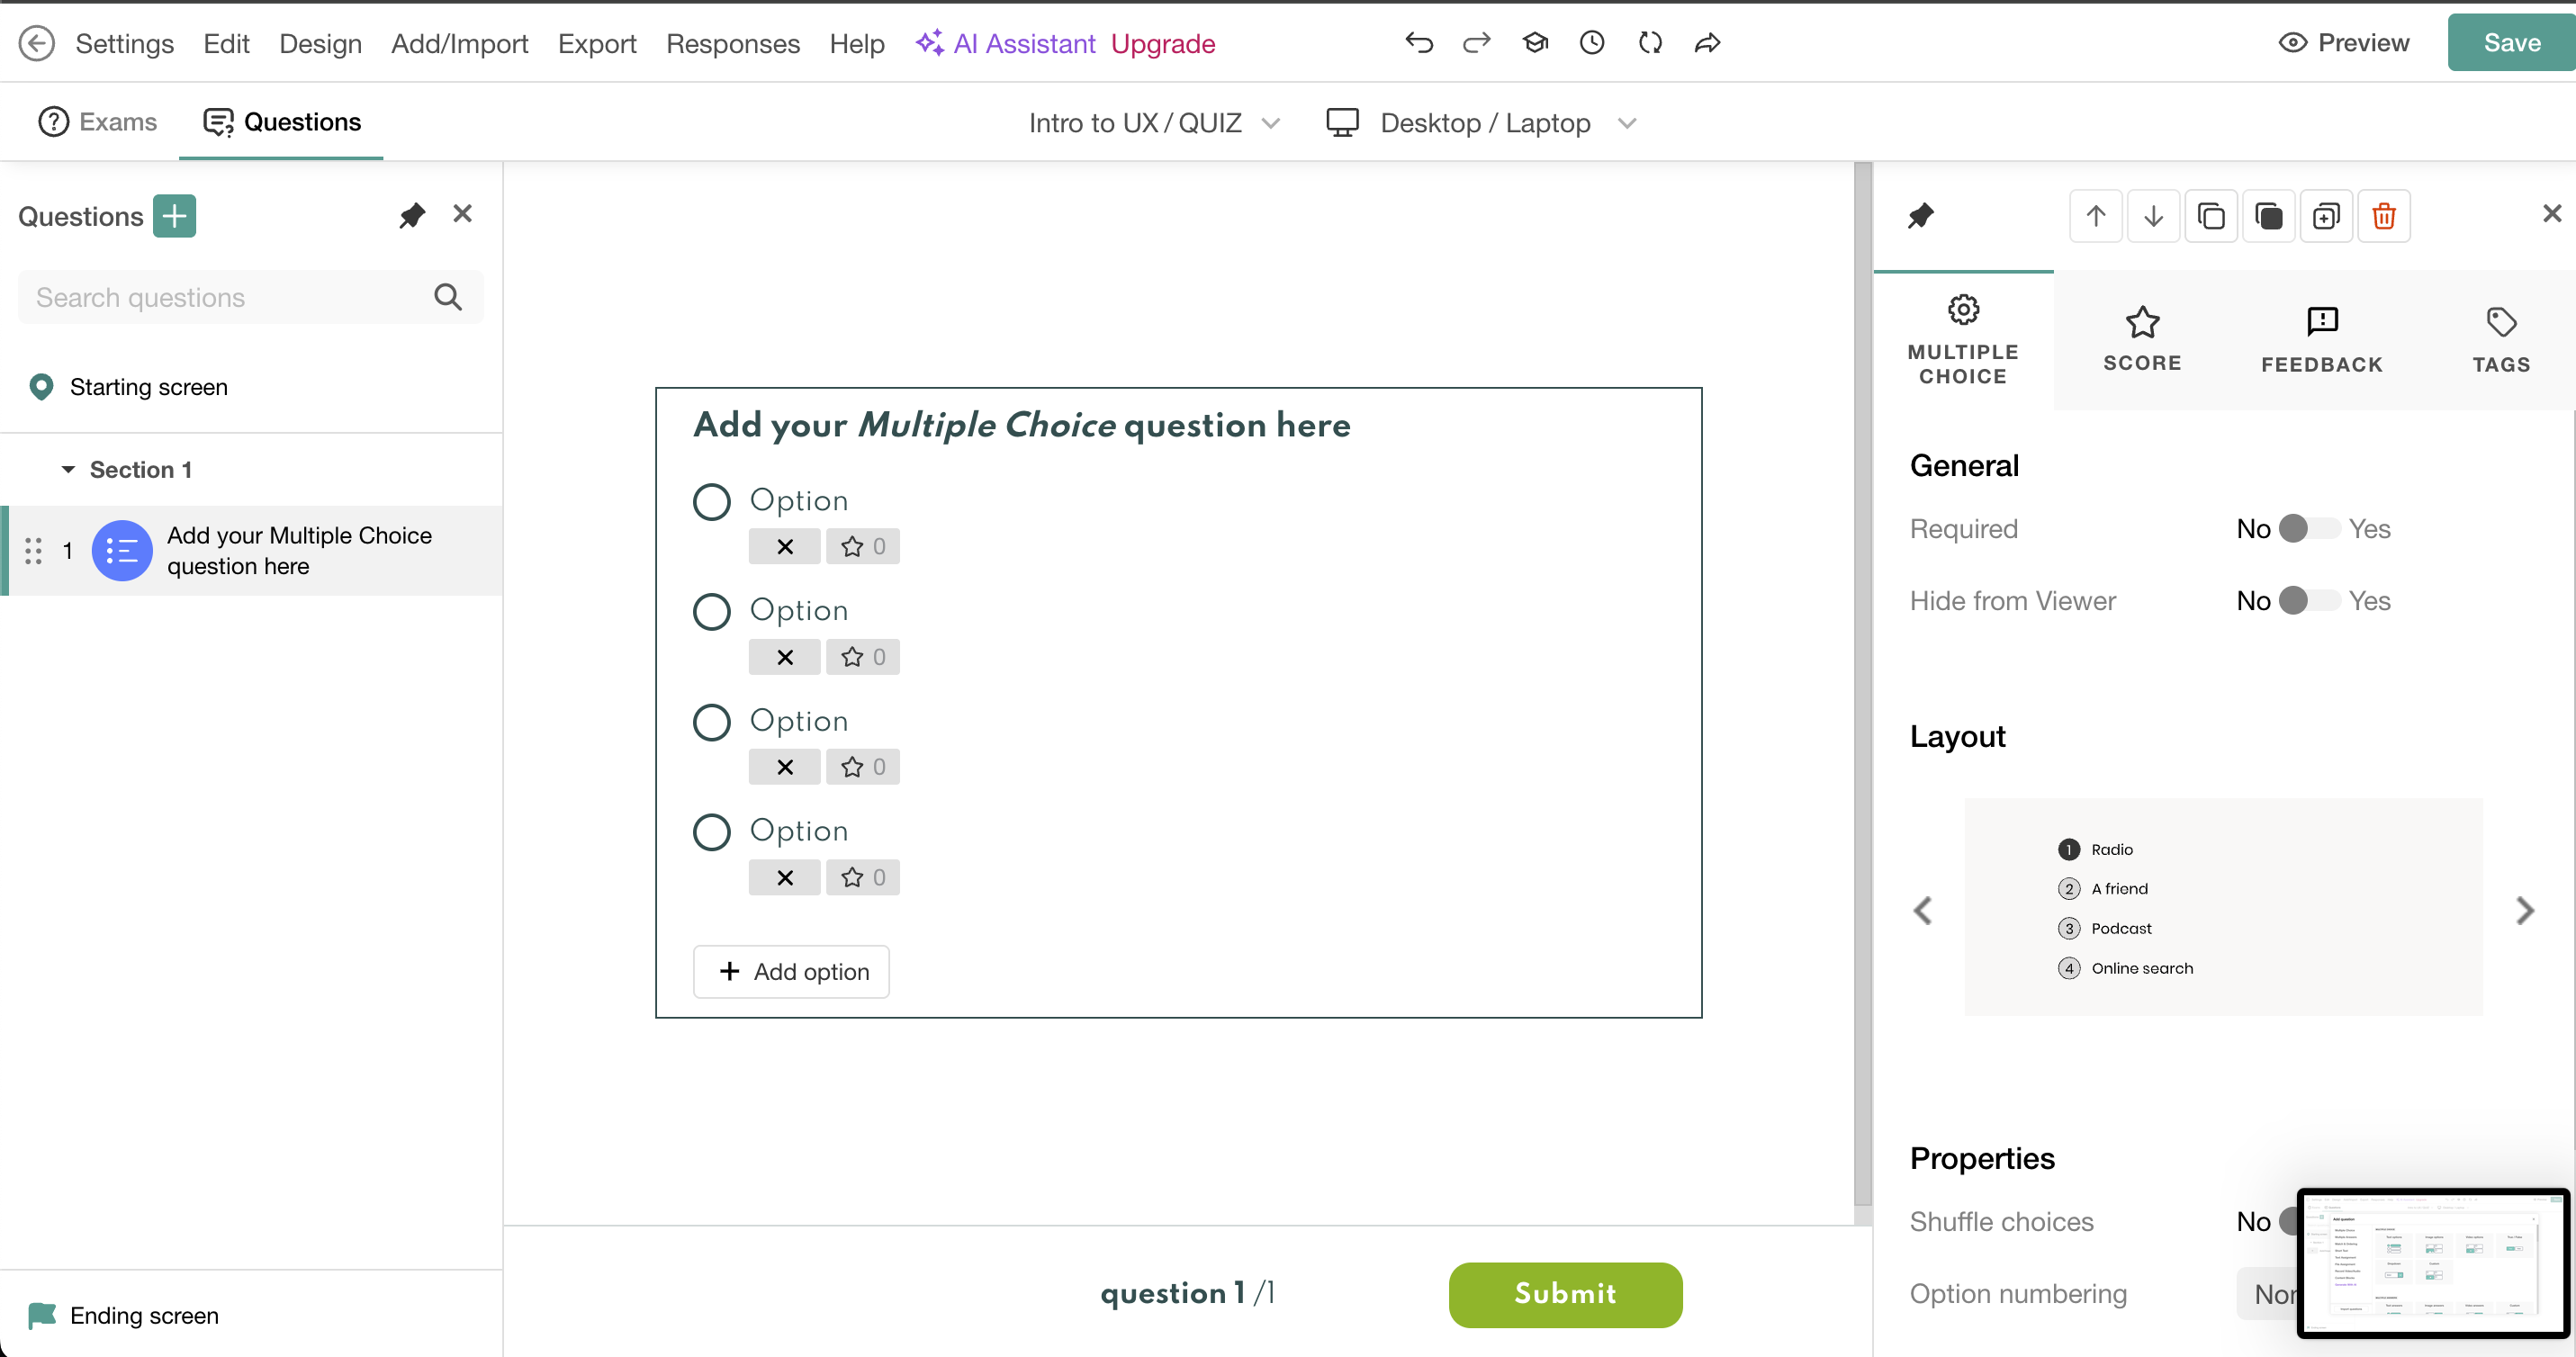 Settings Edit Design Add/Import Export Responses Help AI Assistant Upgrade Preview Save
Exams Questions Intro to UX / QUIZ Desktop / Laptop
Questions
Search questions
Starting screen
Section 1
1 Add your Multiple Choice
question here
Ending screen
Add your Multiple Choice question here
Option
0
Option
0
Option
0
Option
0
Add option
question 1 /1 Submit
MULTIPLE
CHOICE
SCORE
FEEDBACK
TAGS
General
Required No Yes
Hide from Viewer No Yes
Layout
1 Radio
2 A friend
3 Podcast
4 Online search
Properties
Shuffle choices No
Option numbering